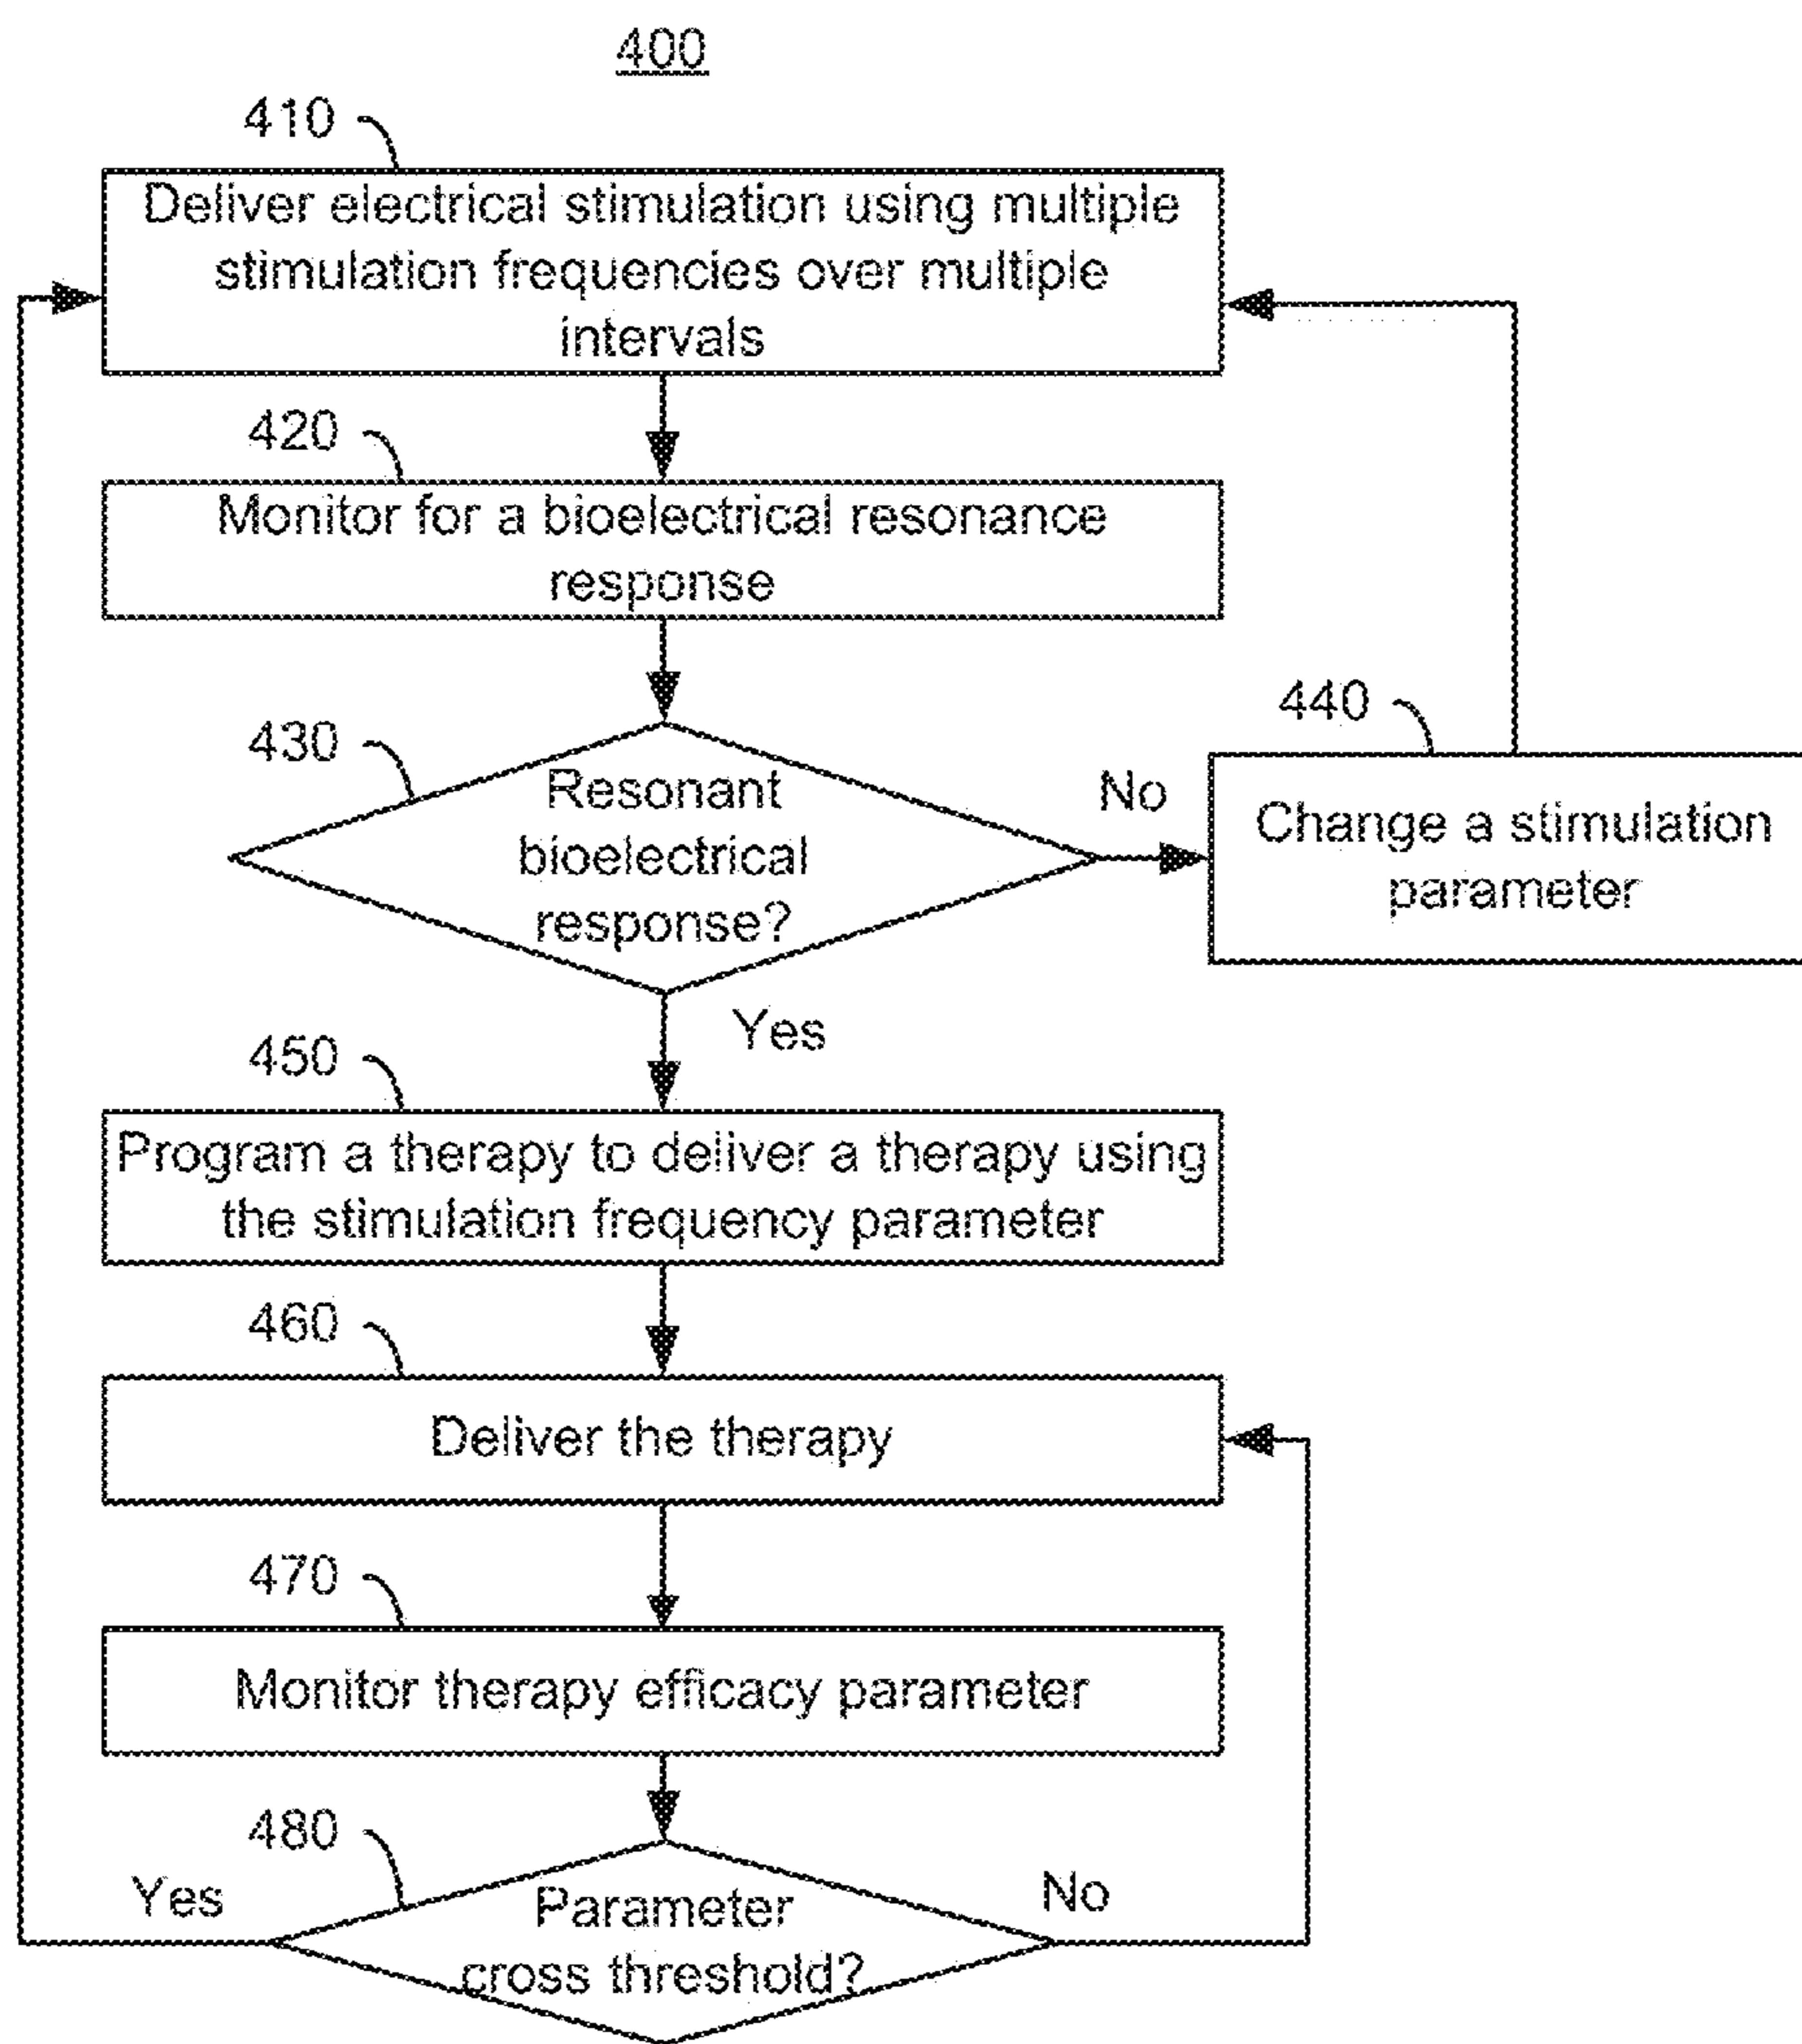 400
410
Deliver electrical stimulation using multiple
stimulation frequencies over multiple
intervals
420
Monitor for a bioelectrical resonance
response
430
Resonant
bioelectrical
response?
No
440
Change a stimulation
parameter
Yes
450
Program a therapy to deliver a therapy using
the stimulation frequency parameter
460
Deliver the therapy
470
Monitor therapy efficacy parameter
480
Yes
Parameter
cross threshold?
No